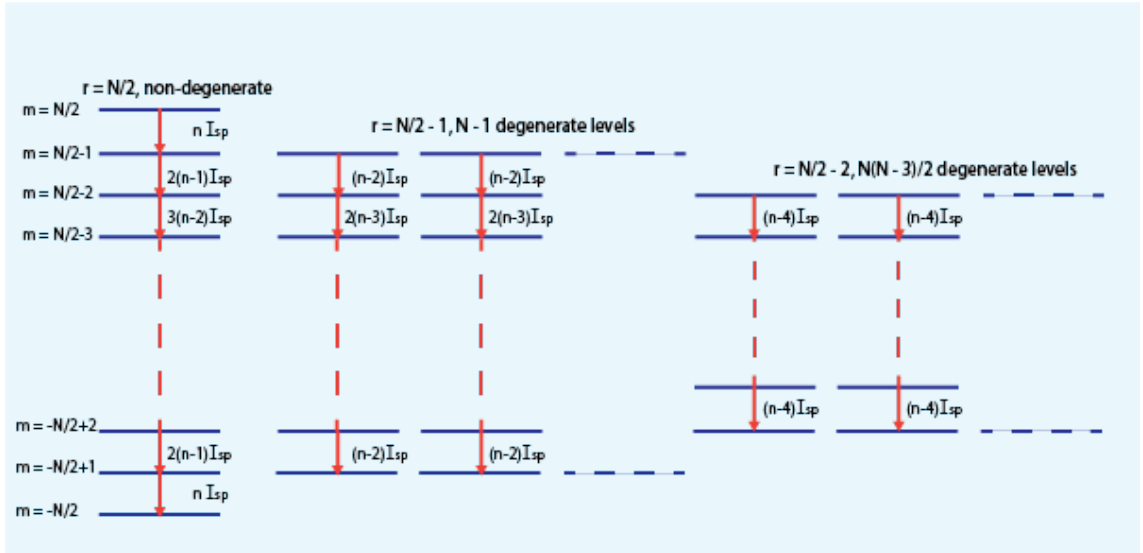 r = N/2, non-degenerate
m = N/2
n Isp
r = N/2 - 1, N - 1 degenerate levels
m = N/2-1
2(n-1)Isp
(n-2)Isp
(n-2)Isp
r = N/2 - 2, N(N - 3)/2 degenerate levels
m = N/2-2
3(n-2)Isp
2(n-3)Isp
2(n-3)Isp
(n-4)Isp
(n-4)Isp
m = N/2-3
(n-4)Isp
(n-4)Isp
m = -N/2+2
2(n-1)Isp
(n-2)Isp
(n-2)Isp
m = -N/2+1
n Isp
m = -N/2